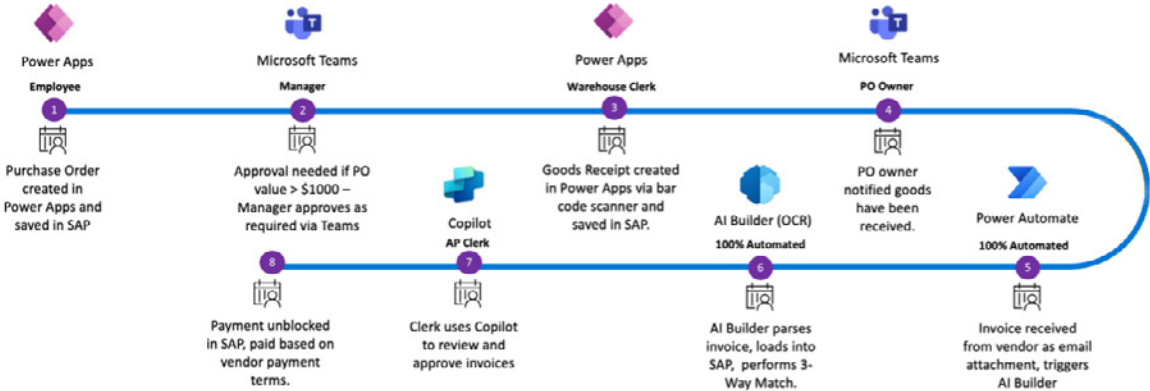 Power Apps
Employee
1
Purchase Order
created in
Power Apps and
saved in SAP
T
Microsoft Teams
Manager
2
Approval needed if PO
value > $1000 –
Manager approves as
required via Teams
Power Apps
Warehouse Clerk
3
Goods Receipt created
in Power Apps via bar
code scanner and
saved in SAP.
T
Microsoft Teams
PO Owner
4
PO owner
notified goods
have been
received.
Power Automate
100% Automated
5
Invoice received
from vendor as email
attachment, triggers
AI Builder
AI Builder (OCR)
100% Automated
6
AI Builder parses
invoice, loads into
SAP, performs 3-
Way Match.
Copilot
AP Clerk
7
Clerk uses Copilot
to review and
approve invoices
8
Payment unblocked
in SAP, paid based on
vendor payment
terms.